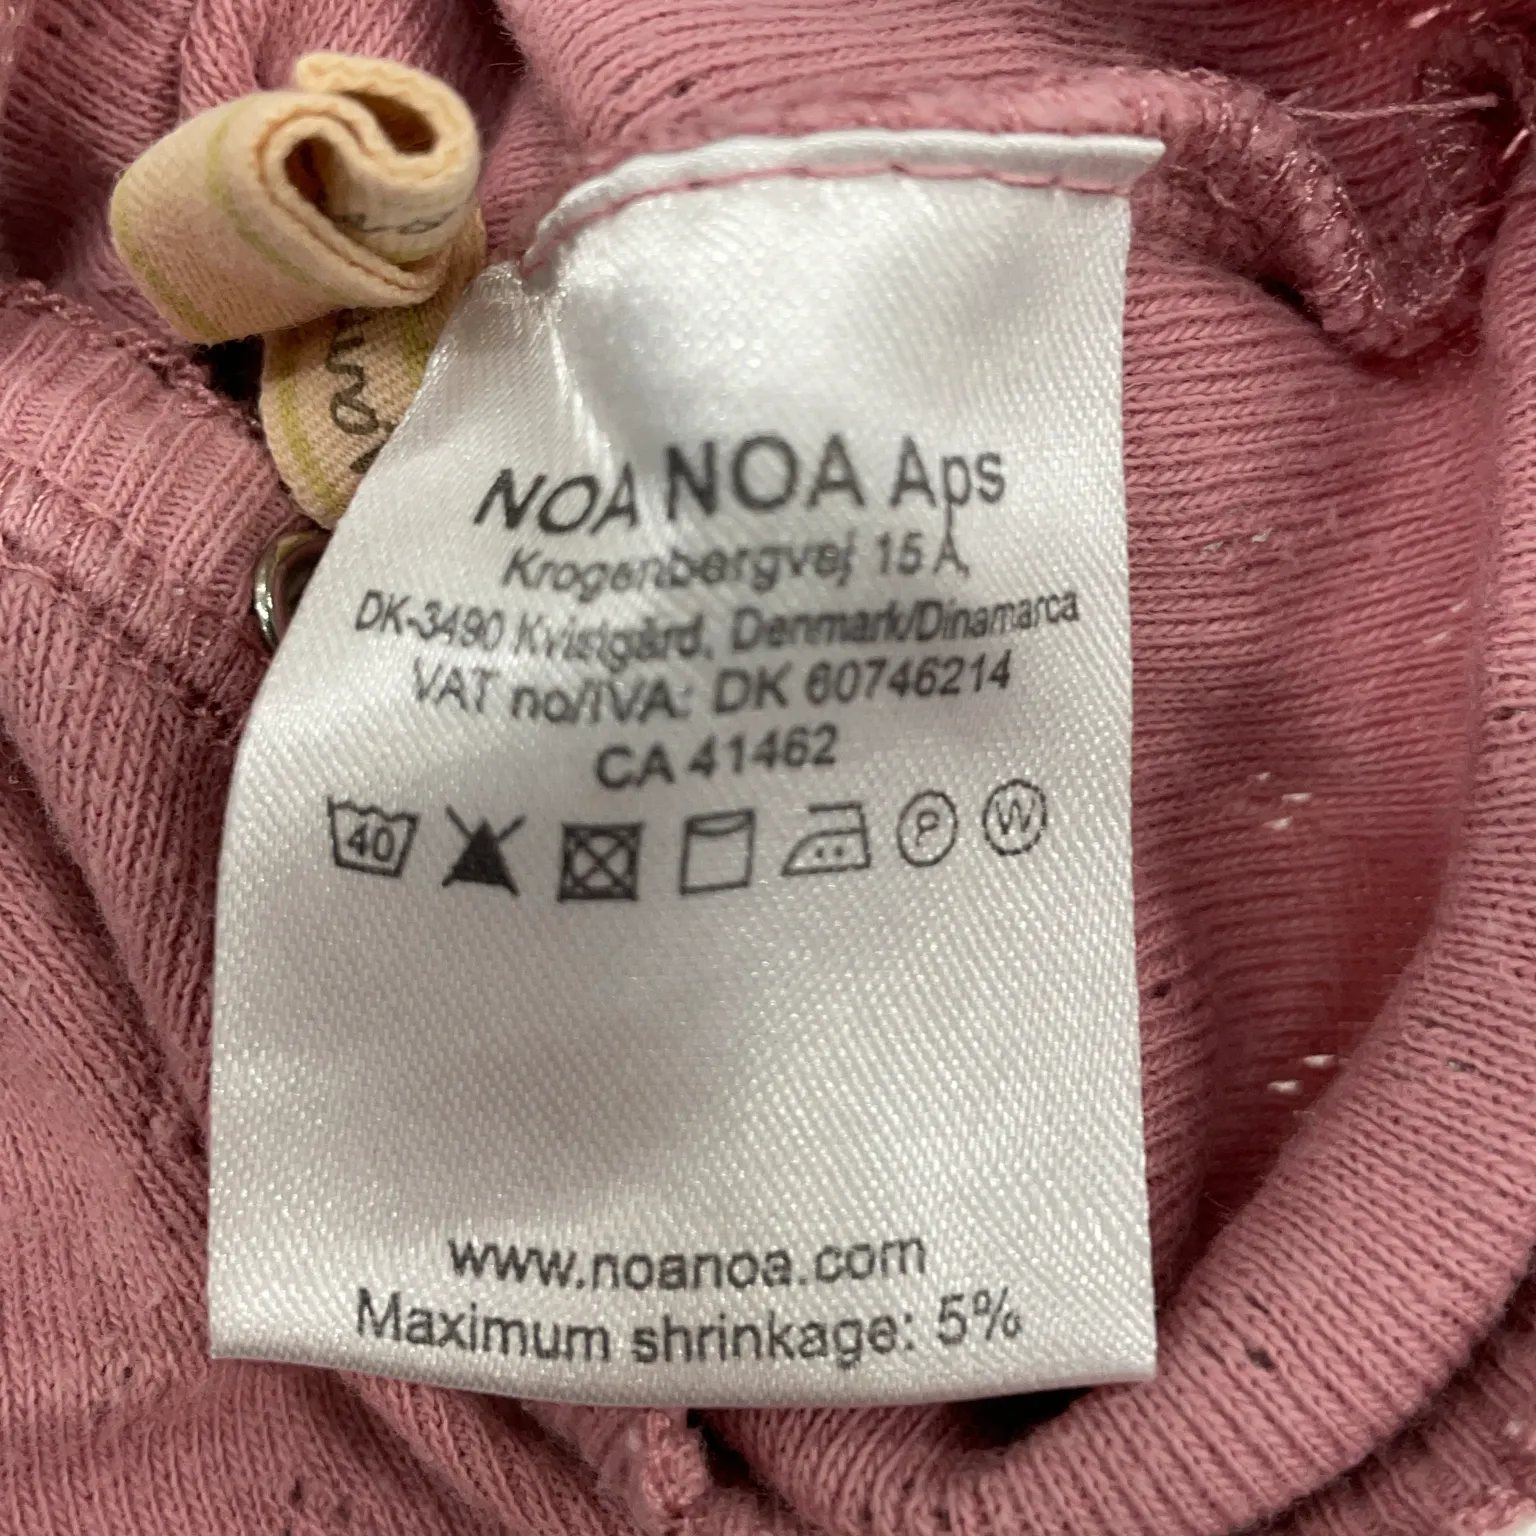 NOA NOA Aps
Krogenbergvej 15 A,
DK-3490 Kvistgård, Denmark/Dinamarca
VAT no/IVA: DK 60746214
CA 41462
40 P W
www.noanoa.com
Maximum shrinkage: 5%